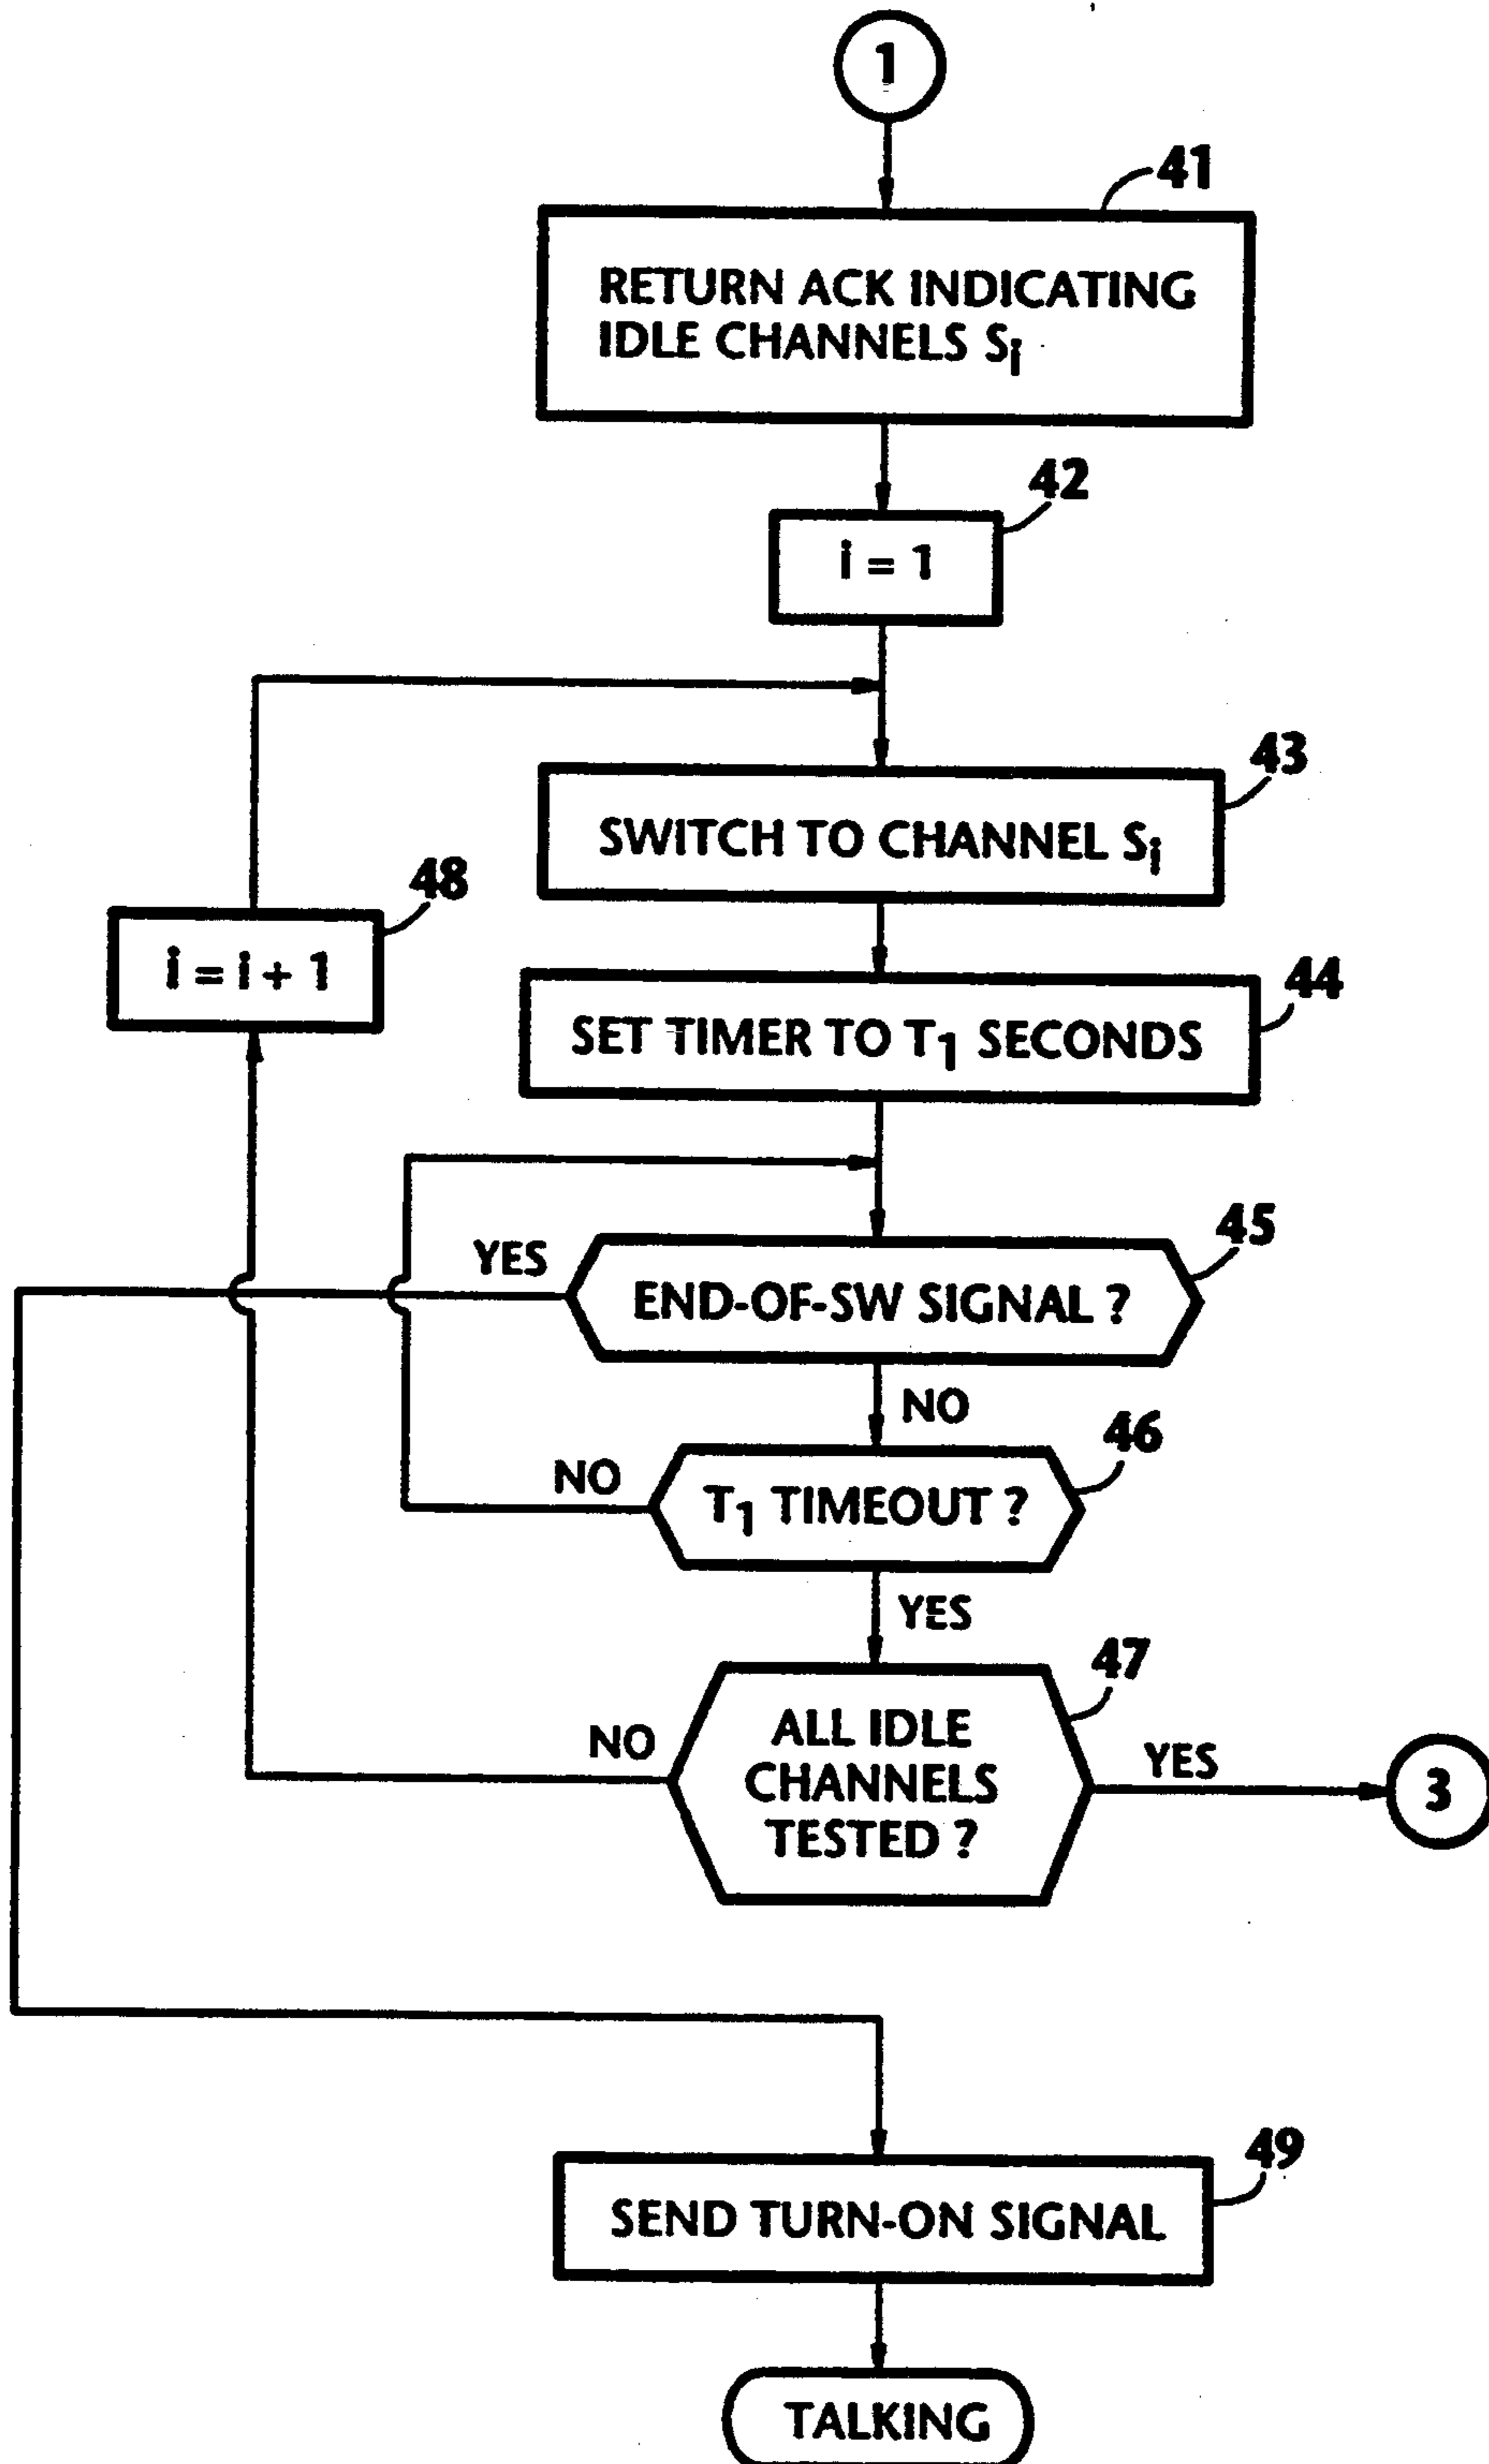 1
41
RETURN ACK INDICATING
IDLE CHANNELS Si
42
i = 1
43
SWITCH TO CHANNEL Si
48
i = i + 1
44
SET TIMER TO T1 SECONDS
45
YES
END-OF-SW SIGNAL ?
NO
46
NO
T1 TIMEOUT ?
YES
47
NO
ALL IDLE
CHANNELS
TESTED ?
YES
3
49
SEND TURN-ON SIGNAL
TALKING